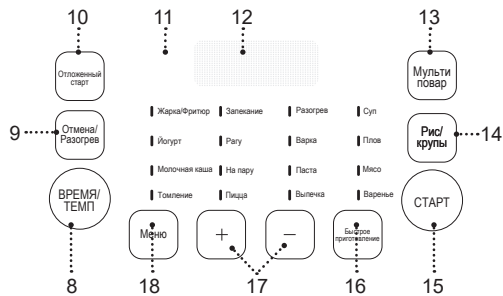 10 11 12 13
Отложенный
старт
Мульти
повар
Жарка/Фритюр Запекание Разогрев Суп
9
Отмена/
Разогрев
Йогурт Рагу Варка Плов
Рис/
крупы
14
Молочная каша На пару Паста Мясо
Томление Пицца Выпечка Варенье
ВРЕМЯ/
ТЕМП
СТАРТ
Меню + − Быстрое
приготовление
8 18 17 16 15